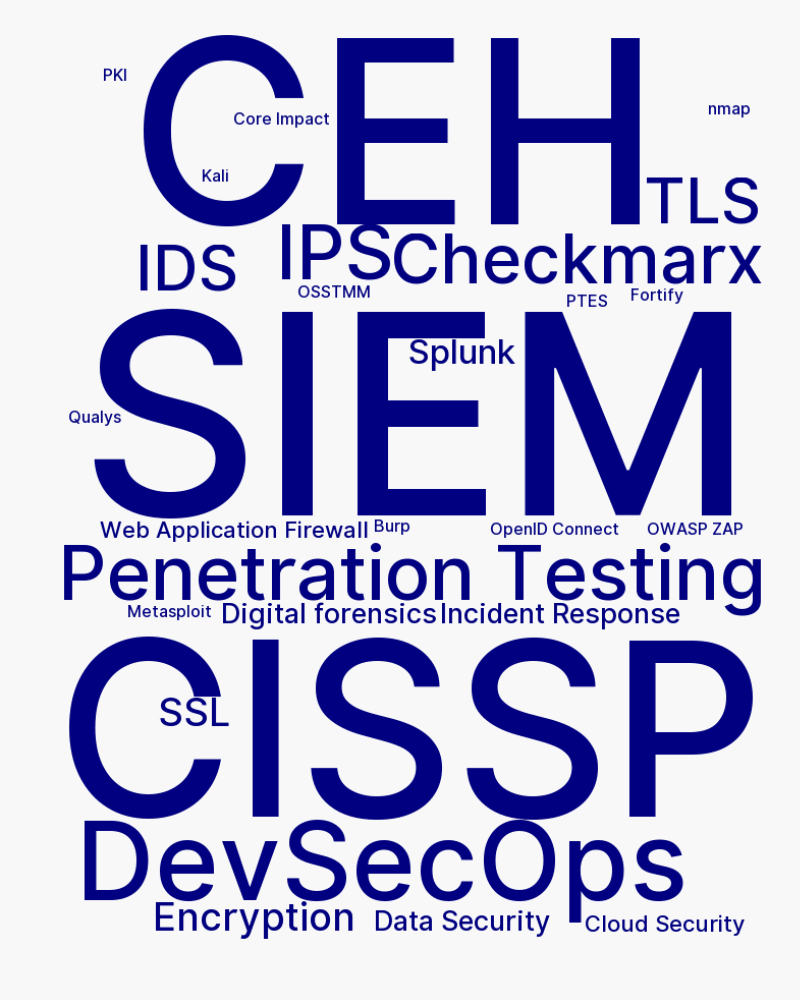 CEH
PKI
nmap
Core Impact
Kali
TLS
IPS
Checkmarx
IDS
OSSTMM
PTES
Fortify
SIEM
Splunk
Qualys
Web Application Firewall
Burp
OpenID Connect
OWASP ZAP
Penetration Testing
Metasploit
Digital forensics
Incident Response
CISSP
SSL
DevSecOps
Encryption
Data Security
Cloud Security